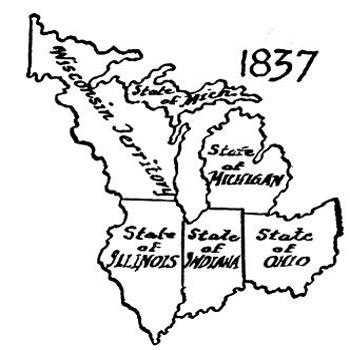 1837
Wisconsin Territory
State
of Mich.
State
of
MICHIGAN
State
of
ILLINOIS
State
of
INDIANA
State
of
OHIO